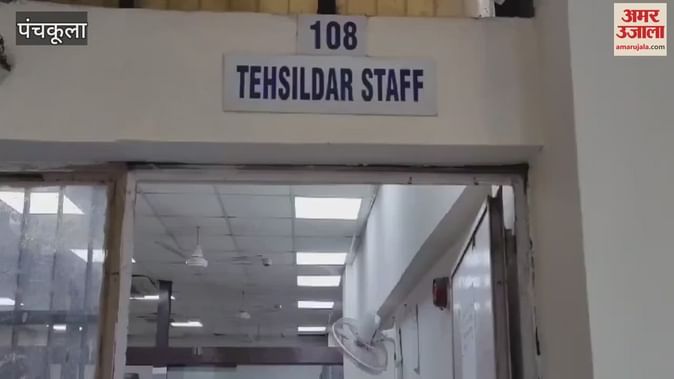 पंचकूला
अमर
उजाला
amarujala.com
108
TEHSILDAR STAFF